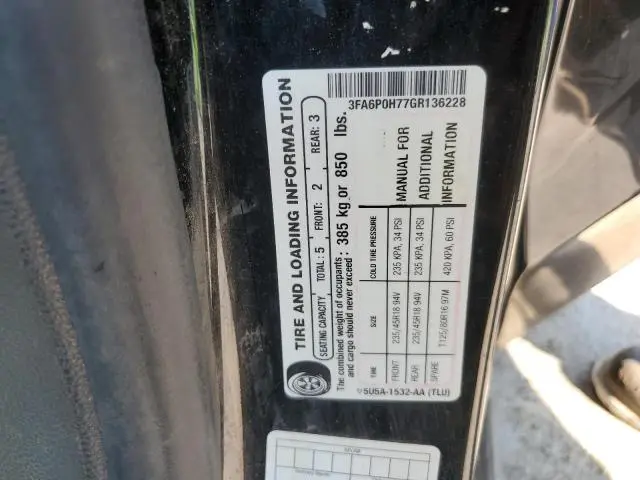 TIRE AND LOADING INFORMATION
SEATING CAPACITY TOTAL: 5 FRONT: 2 REAR: 3
The combined weight of occupants
and cargo should never exceed: 385 kg or 850 lbs.
TIRE SIZE COLD TIRE PRESSURE
FRONT 235/45R18 94V 235 KPA, 34 PSI
REAR 235/45R18 94V 235 KPA, 34 PSI
SPARE T125/80R16 97M 420 KPA, 60 PSI
MANUAL FOR
ADDITIONAL
INFORMATION
5U5A-1532-AA (TLU)
3FA6P0H77GR136228